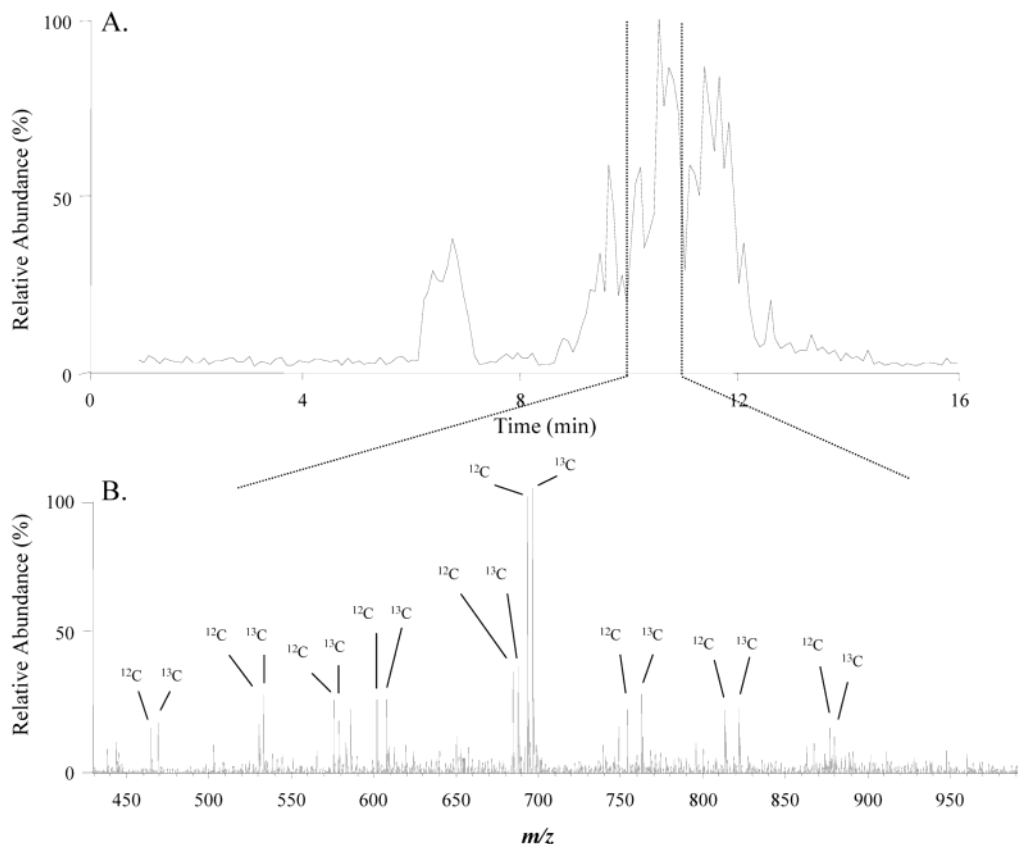 A.
100
50
0
Relative Abundance (%)
0 4 8 12 16
Time (min)
B.
100
50
0
Relative Abundance (%)
¹²C ¹³C
¹²C ¹³C
¹²C ¹³C
¹²C ¹³C
¹²C ¹³C
¹²C ¹³C
¹²C ¹³C
¹²C ¹³C
¹²C ¹³C
450 500 550 600 650 700 750 800 850 900 950
m/z